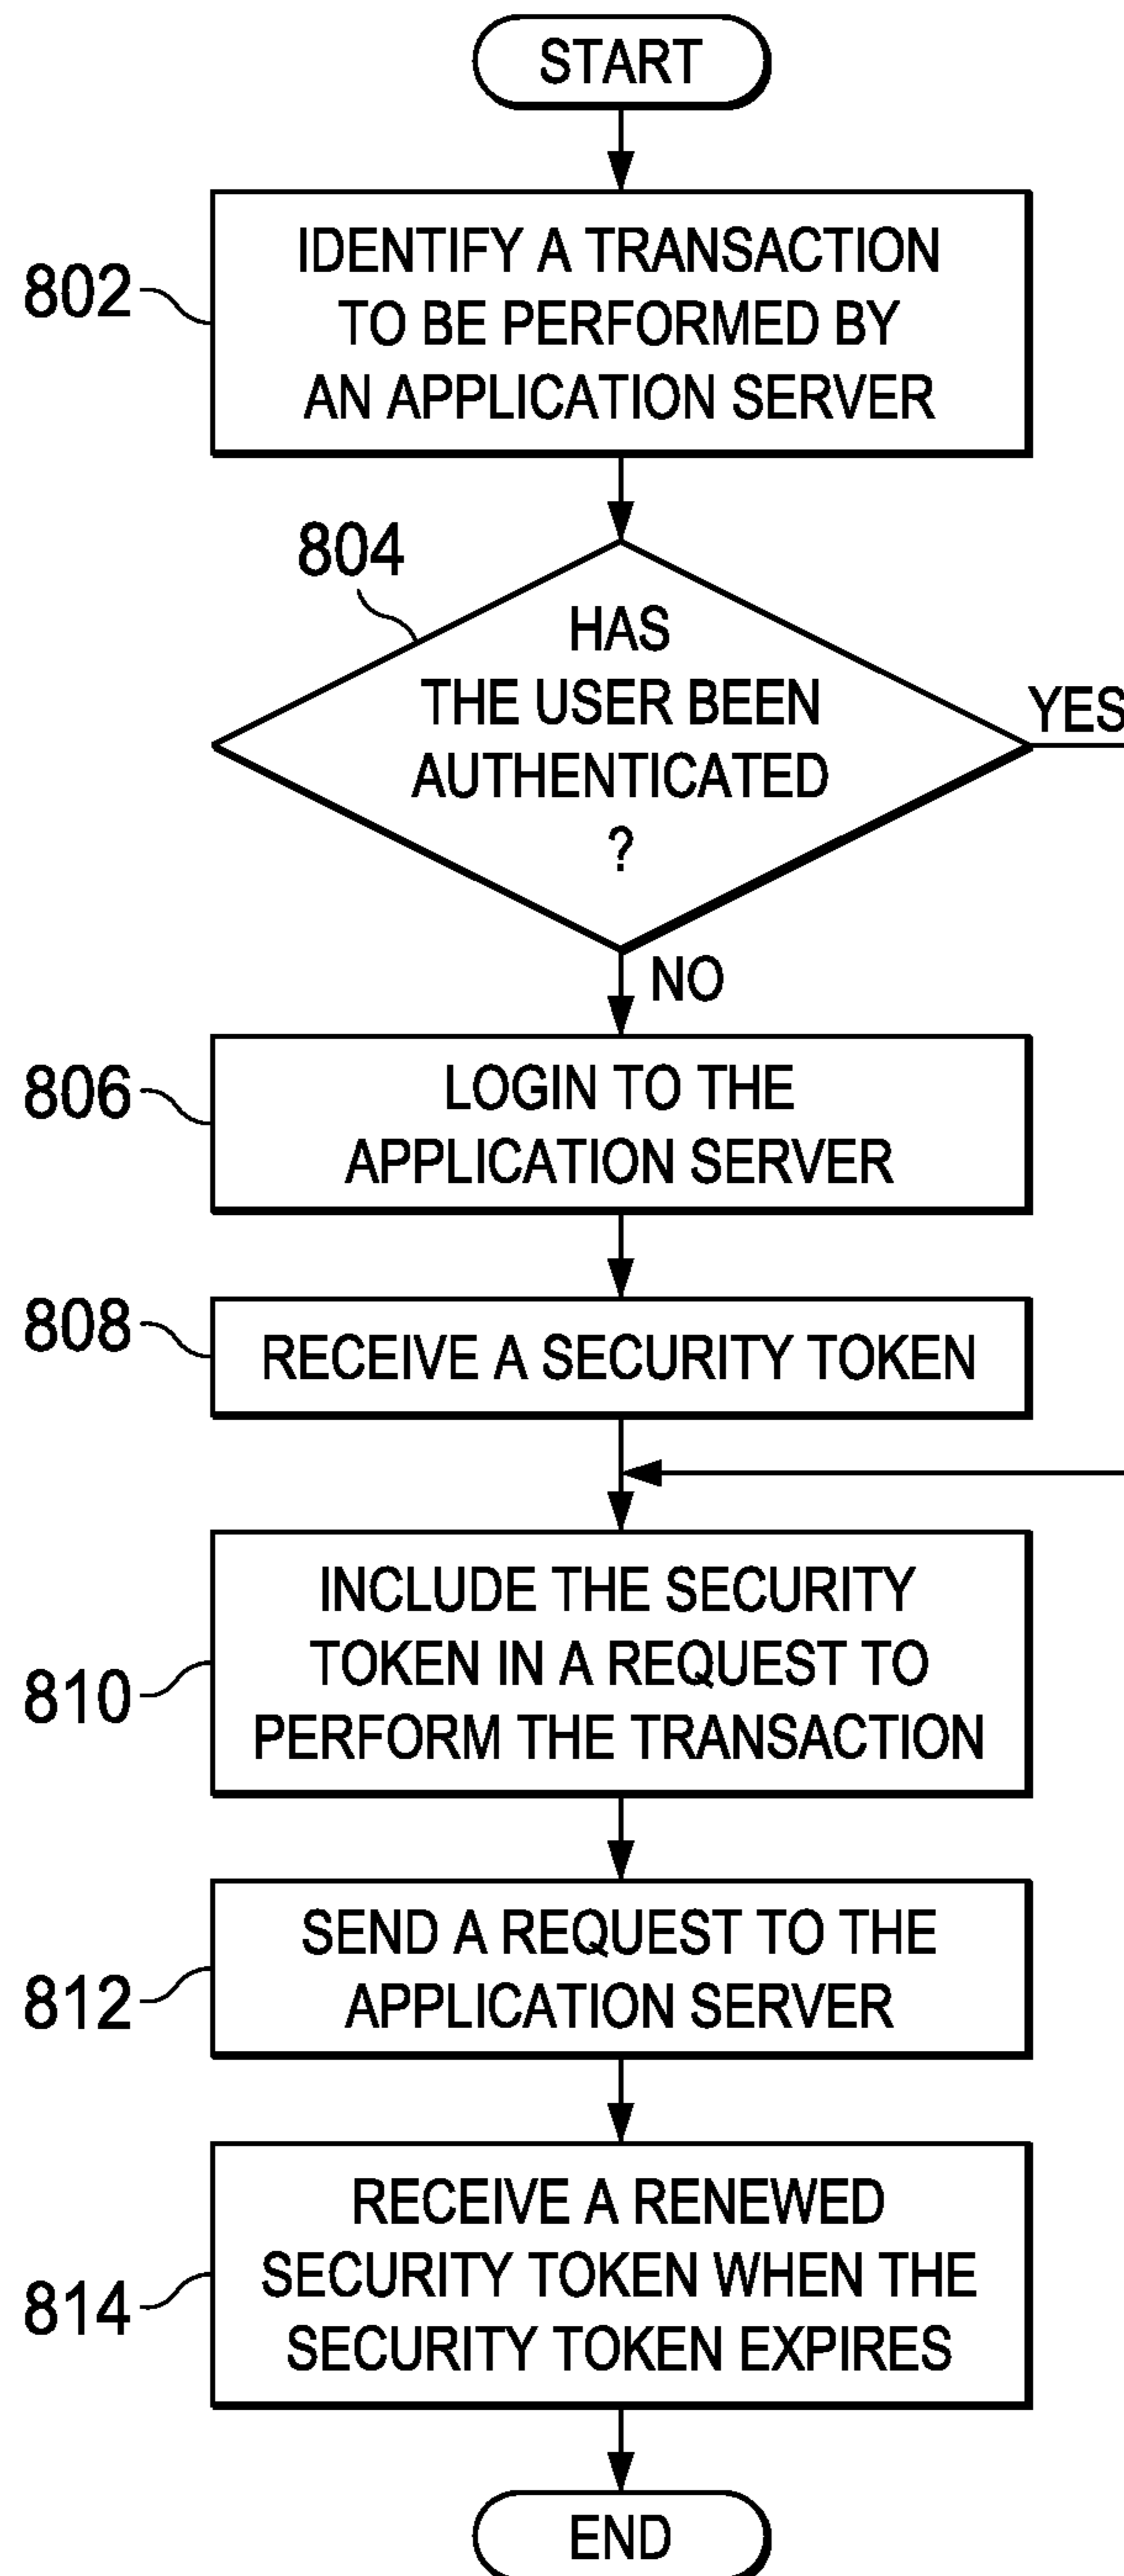 START
802
IDENTIFY A TRANSACTION
TO BE PERFORMED BY
AN APPLICATION SERVER
804
HAS
THE USER BEEN
AUTHENTICATED
?
YES
NO
806
LOGIN TO THE
APPLICATION SERVER
808
RECEIVE A SECURITY TOKEN
810
INCLUDE THE SECURITY
TOKEN IN A REQUEST TO
PERFORM THE TRANSACTION
812
SEND A REQUEST TO THE
APPLICATION SERVER
814
RECEIVE A RENEWED
SECURITY TOKEN WHEN THE
SECURITY TOKEN EXPIRES
END